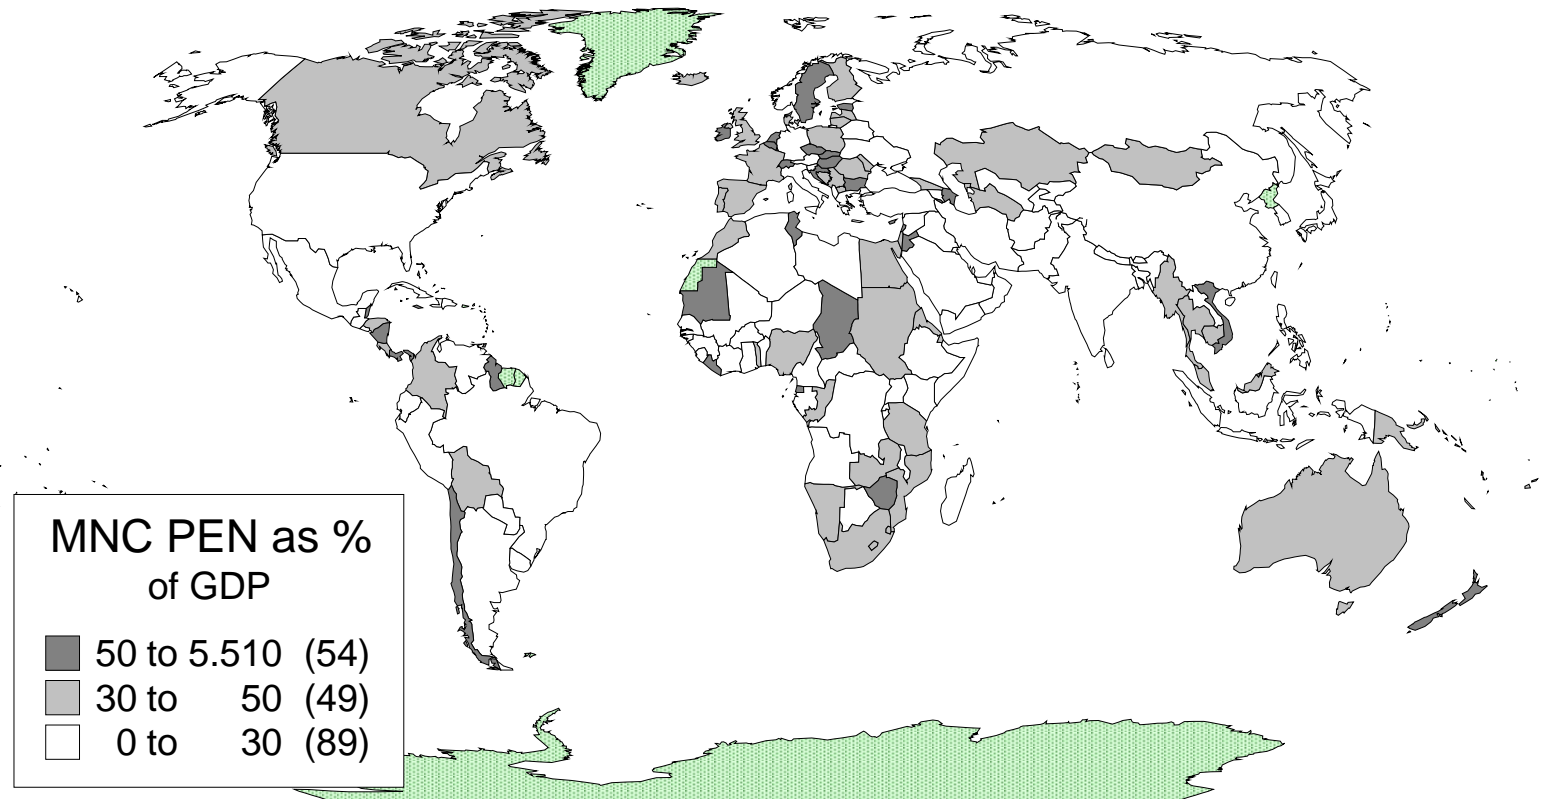 MNC PEN as %
of GDP
50 to 5.510 (54)
30 to 50 (49)
0 to 30 (89)